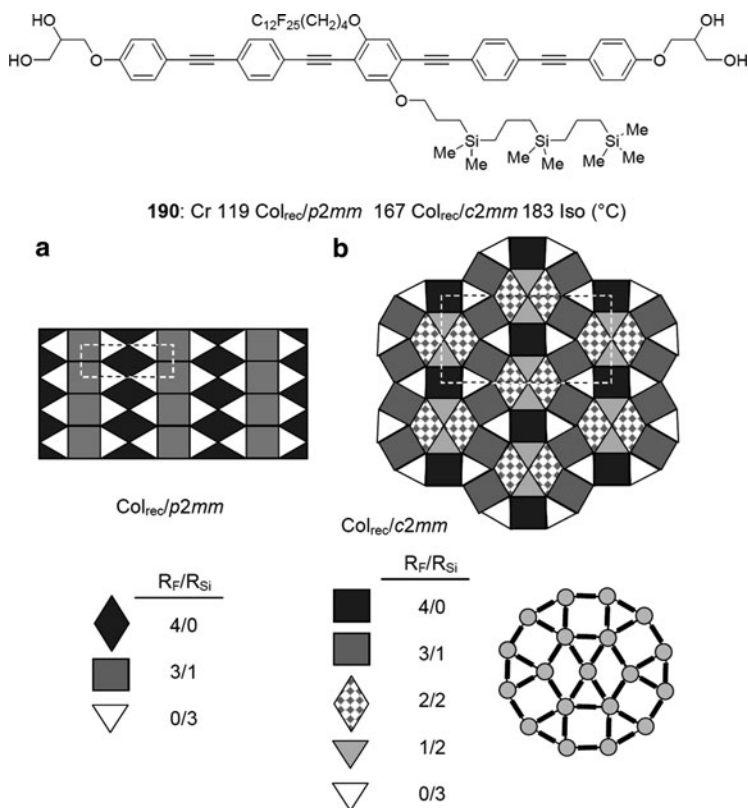 C12F25(CH2)4O
HO OH
HO O O OH
O
Si Si Si Me
Me Me Me Me Me Me
190: Cr 119 Colrec/p2mm 167 Colrec/c2mm 183 Iso (°C)
a b
Colrec/p2mm
Colrec/c2mm
RF/RSi
4/0
3/1
0/3
RF/RSi
4/0
3/1
2/2
1/2
0/3